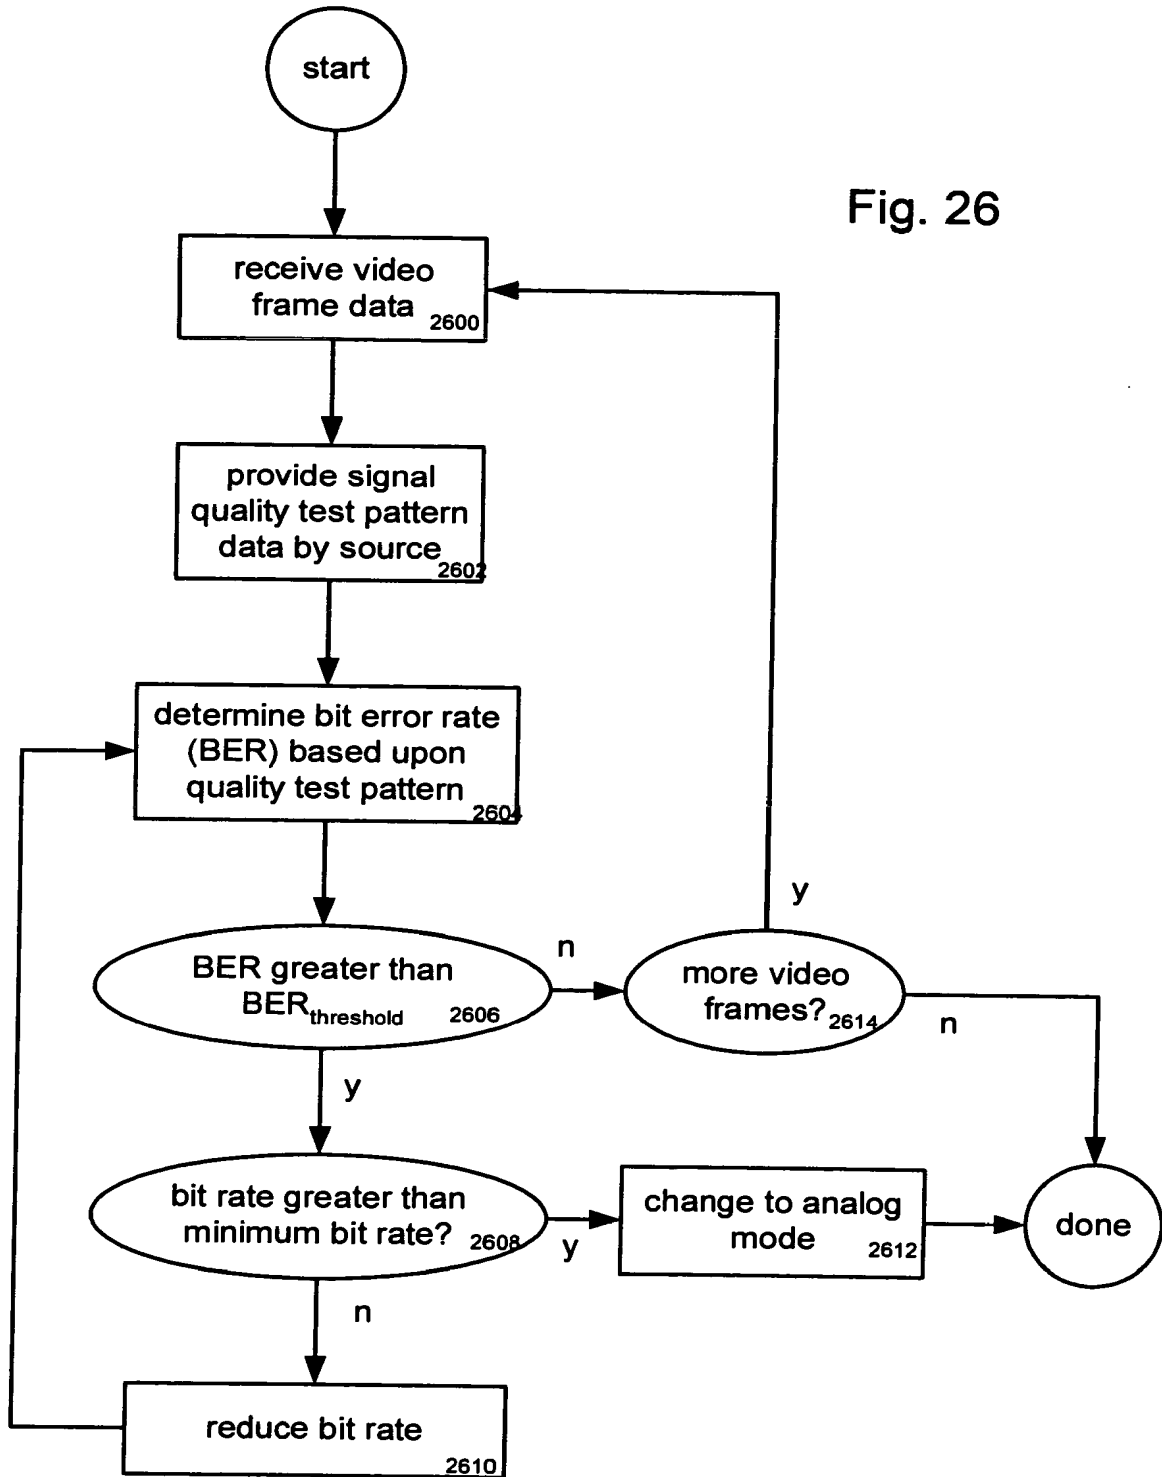 start
Fig. 26
receive video
frame data
2600
provide signal
quality test pattern
data by source
2602
determine bit error rate
(BER) based upon
quality test pattern
2604
y
BER greater than
BERthreshold
2606
n
more video
frames?
2614
n
y
bit rate greater than
minimum bit rate?
2608
y
change to analog
mode
2612
done
n
reduce bit rate
2610